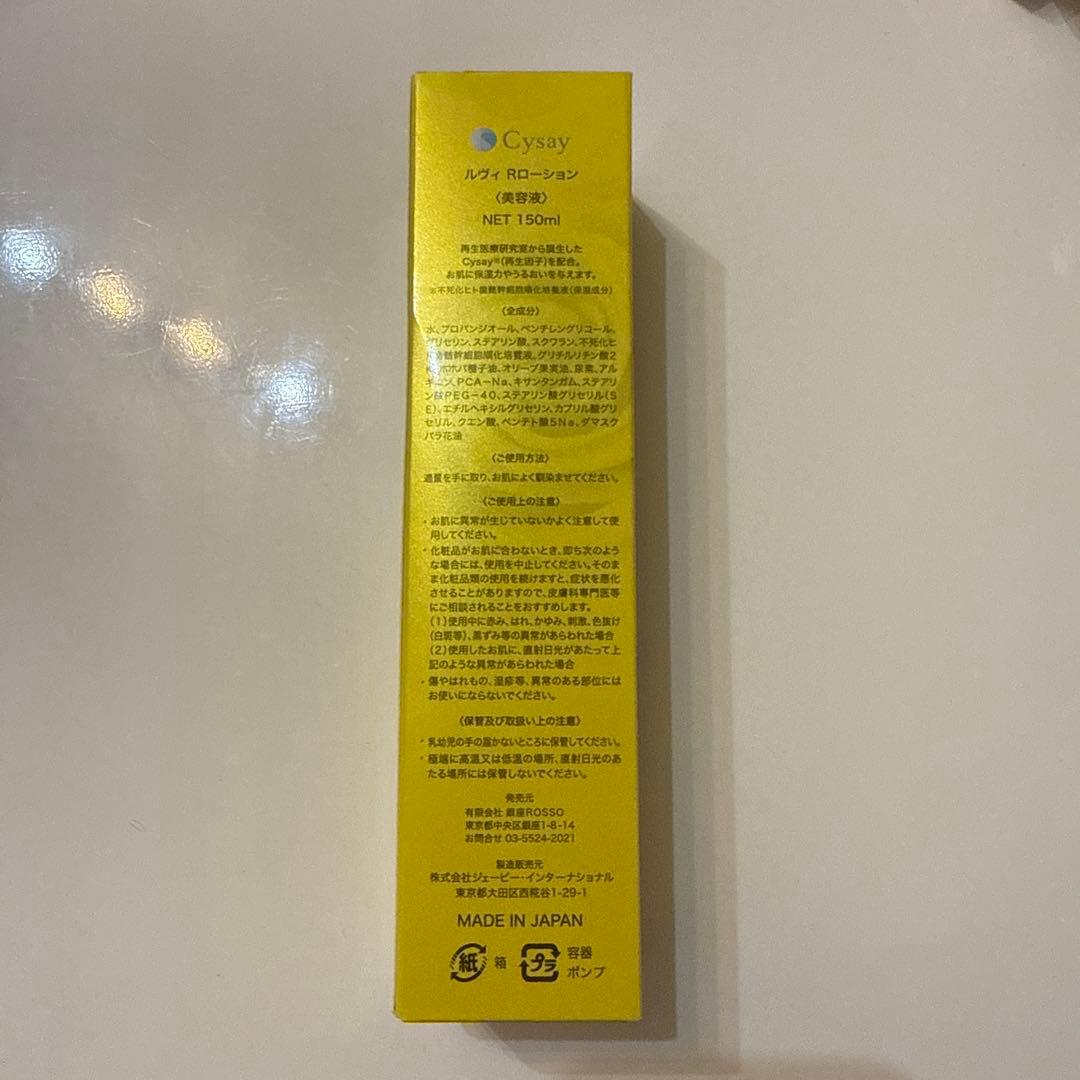 Cysay
ルヴィ Rローション
〈美容液〉
NET 150ml
再生医療研究室から誕生した
Cysay※(再生因子)を配合。
お肌に保湿力やうるおいを与えます。
※不死化ヒト歯髄幹細胞順化培養液(保湿成分)
〈全成分〉
水、プロパンジオール、ペンチレングリコール、
グリセリン、ステアリン酸、スクワラン、不死化ヒ
ト歯髄幹細胞順化培養液、グリチルリチン酸2
K、ホホバ種子油、オリーブ果実油、尿素、アル
ギニン、PCA-Na、キサンタンガム、ステアリ
ン酸PEG-40、ステアリン酸グリセリル(S
E)、エチルヘキシルグリセリン、カプリル酸グリ
セリル、クエン酸、ペンテト酸5Na、ダマスク
バラ花油
〈ご使用方法〉
適量を手に取り、お肌によく馴染ませてください。
〈ご使用上の注意〉
・お肌に異常が生じていないかよく注意して使
用してください。
・化粧品がお肌に合わないとき、即ち次のよう
な場合には、使用を中止してください。そのま
ま化粧品類の使用を続けますと、症状を悪化
させることがありますので、皮膚科専門医等
にご相談されることをおすすめします。
(1)使用中に赤み、はれ、かゆみ、刺激、色抜け
(白斑等)、黒ずみ等の異常があらわれた場合
(2)使用したお肌に、直射日光があたって上
記のような異常があらわれた場合
・傷やはれもの、湿疹等、異常のある部位には
お使いにならないでください。
〈保管及び取扱い上の注意〉
・乳幼児の手の届かないところに保管してください。
・極端に高温又は低温の場所、直射日光のあ
たる場所には保管しないでください。
発売元
有限会社 銀座ROSSO
東京都中央区銀座1-8-14
お問合せ 03-5524-2021
製造販売元
株式会社ジェーピー・インターナショナル
東京都大田区西糀谷1-29-1
MADE IN JAPAN
紙 箱 プラ 容器
ポンプ